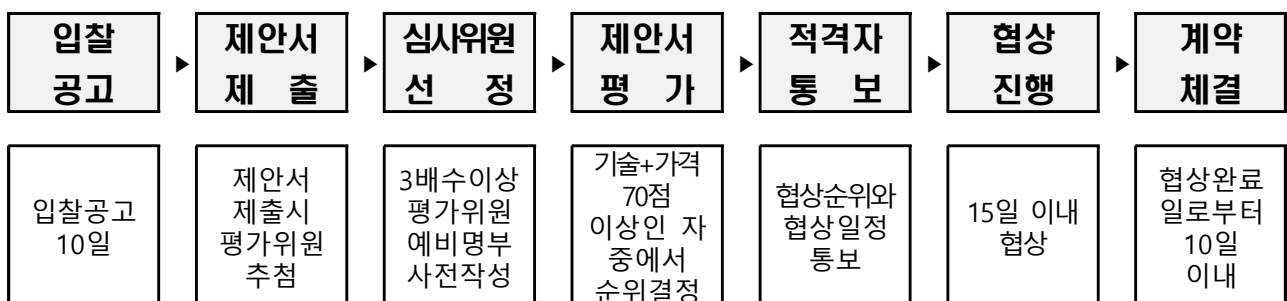 입찰
공고
▶
제안서
제 출
▶
심사위원
선 정
▶
제안서
평 가
▶
적격자
통 보
▶
협상
진행
▶
계약
체결
입찰공고
10일
제안서
제출시
평가위원
추첨
3배수이상
평가위원
예비명부
사전작성
기술+가격
70점
이상인 자
중에서
순위결정
협상순위와
협상일정
통보
15일 이내
협상
협상완료
일로부터
10일
이내